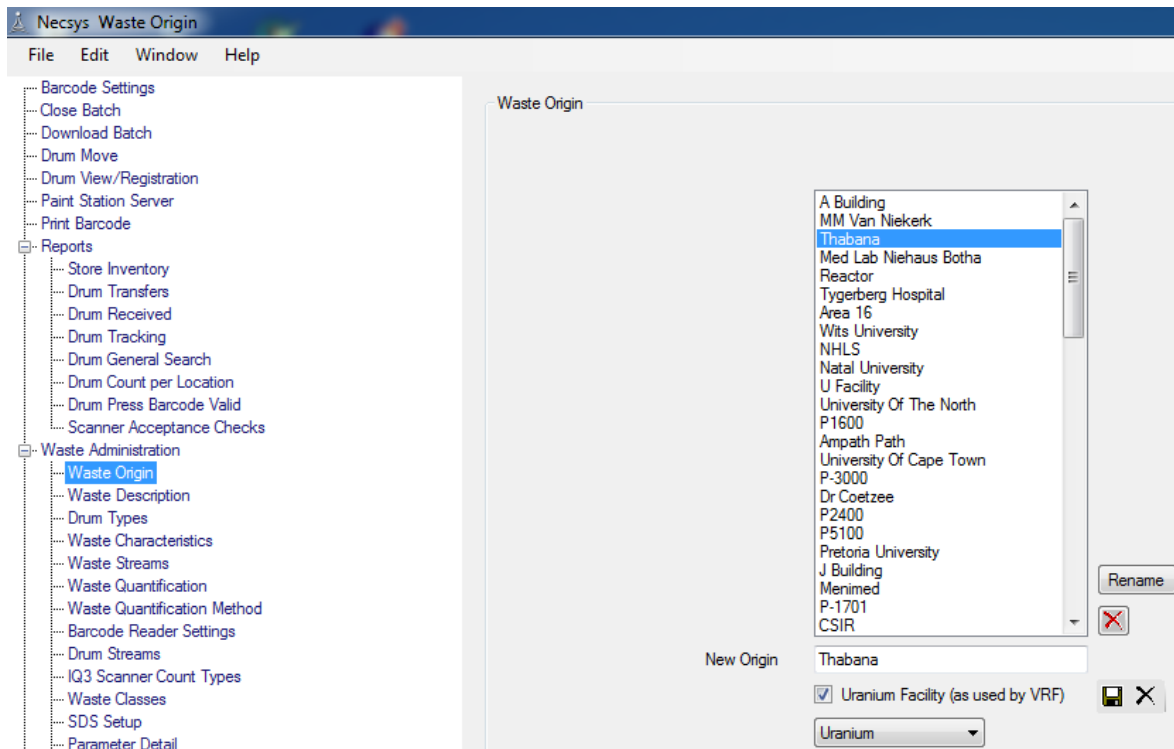 Necsys Waste Origin
File Edit Window Help
Barcode Settings
Close Batch
Download Batch
Drum Move
Drum View/Registration
Paint Station Server
Print Barcode
Reports
Store Inventory
Drum Transfers
Drum Received
Drum Tracking
Drum General Search
Drum Count per Location
Drum Press Barcode Valid
Scanner Acceptance Checks
Waste Administration
Waste Origin
Waste Description
Drum Types
Waste Characteristics
Waste Streams
Waste Quantification
Waste Quantification Method
Barcode Reader Settings
Drum Streams
IQ3 Scanner Count Types
Waste Classes
SDS Setup
Parameter Detail
Waste Origin
A Building
MM Van Niekerk
Thabana
Med Lab Niehaus Botha
Reactor
Tygerberg Hospital
Area 16
Wits University
NHLS
Natal University
U Facility
University Of The North
P1600
Ampath Path
University Of Cape Town
P-3000
Dr Coetzee
P2400
P5100
Pretoria University
J Building
Menimed
P-1701
CSIR
Rename
New Origin Thabana
Uranium Facility (as used by VRF)
Uranium